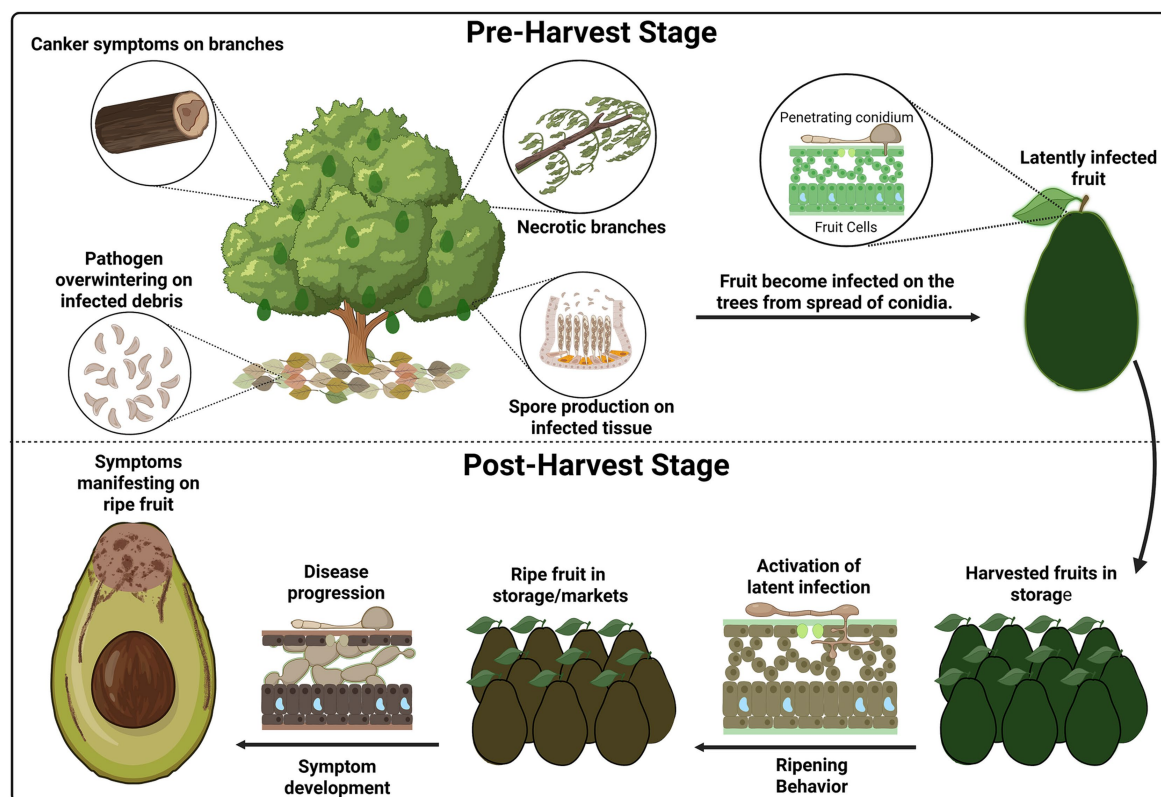 Pre-Harvest Stage
Canker symptoms on branches
Necrotic branches
Pathogen
overwintering on
infected debris
Spore production on
infected tissue
Penetrating conidium
Fruit Cells
Latently infected
fruit
Fruit become infected on the
trees from spread of conidia.
Post-Harvest Stage
Symptoms
manifesting on
ripe fruit
Disease
progression
Symptom
development
Ripe fruit in
storage/markets
Activation of
latent infection
Ripening
Behavior
Harvested fruits in
storage